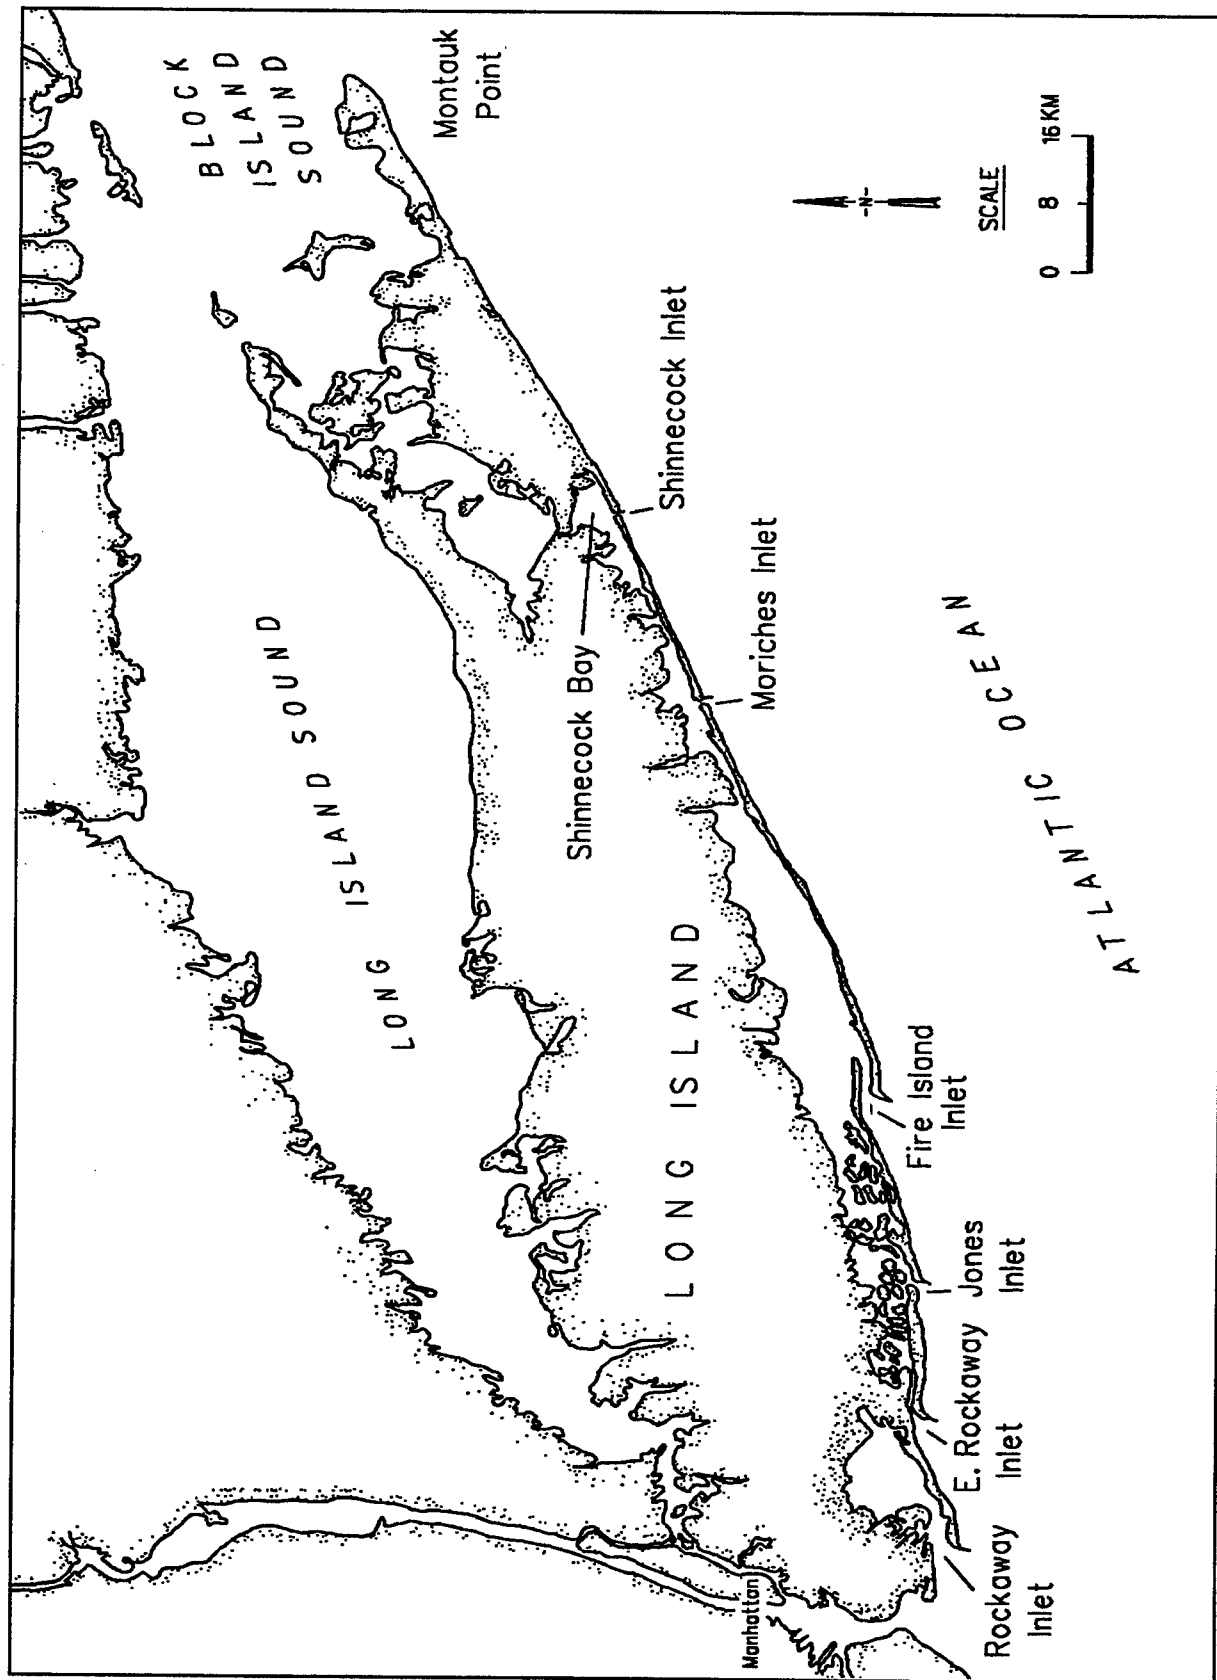 BLOCK
ISLAND
SOUND
Montauk
Point
LONG ISLAND SOUND
Shinnecock Inlet
Shinnecock Bay
Moriches Inlet
-N-
SCALE
0 8 16 KM
LONG ISLAND
ATLANTIC OCEAN
Fire Island
Inlet
Jones
Inlet
E. Rockaway
Inlet
Rockaway
Inlet
Manhattan